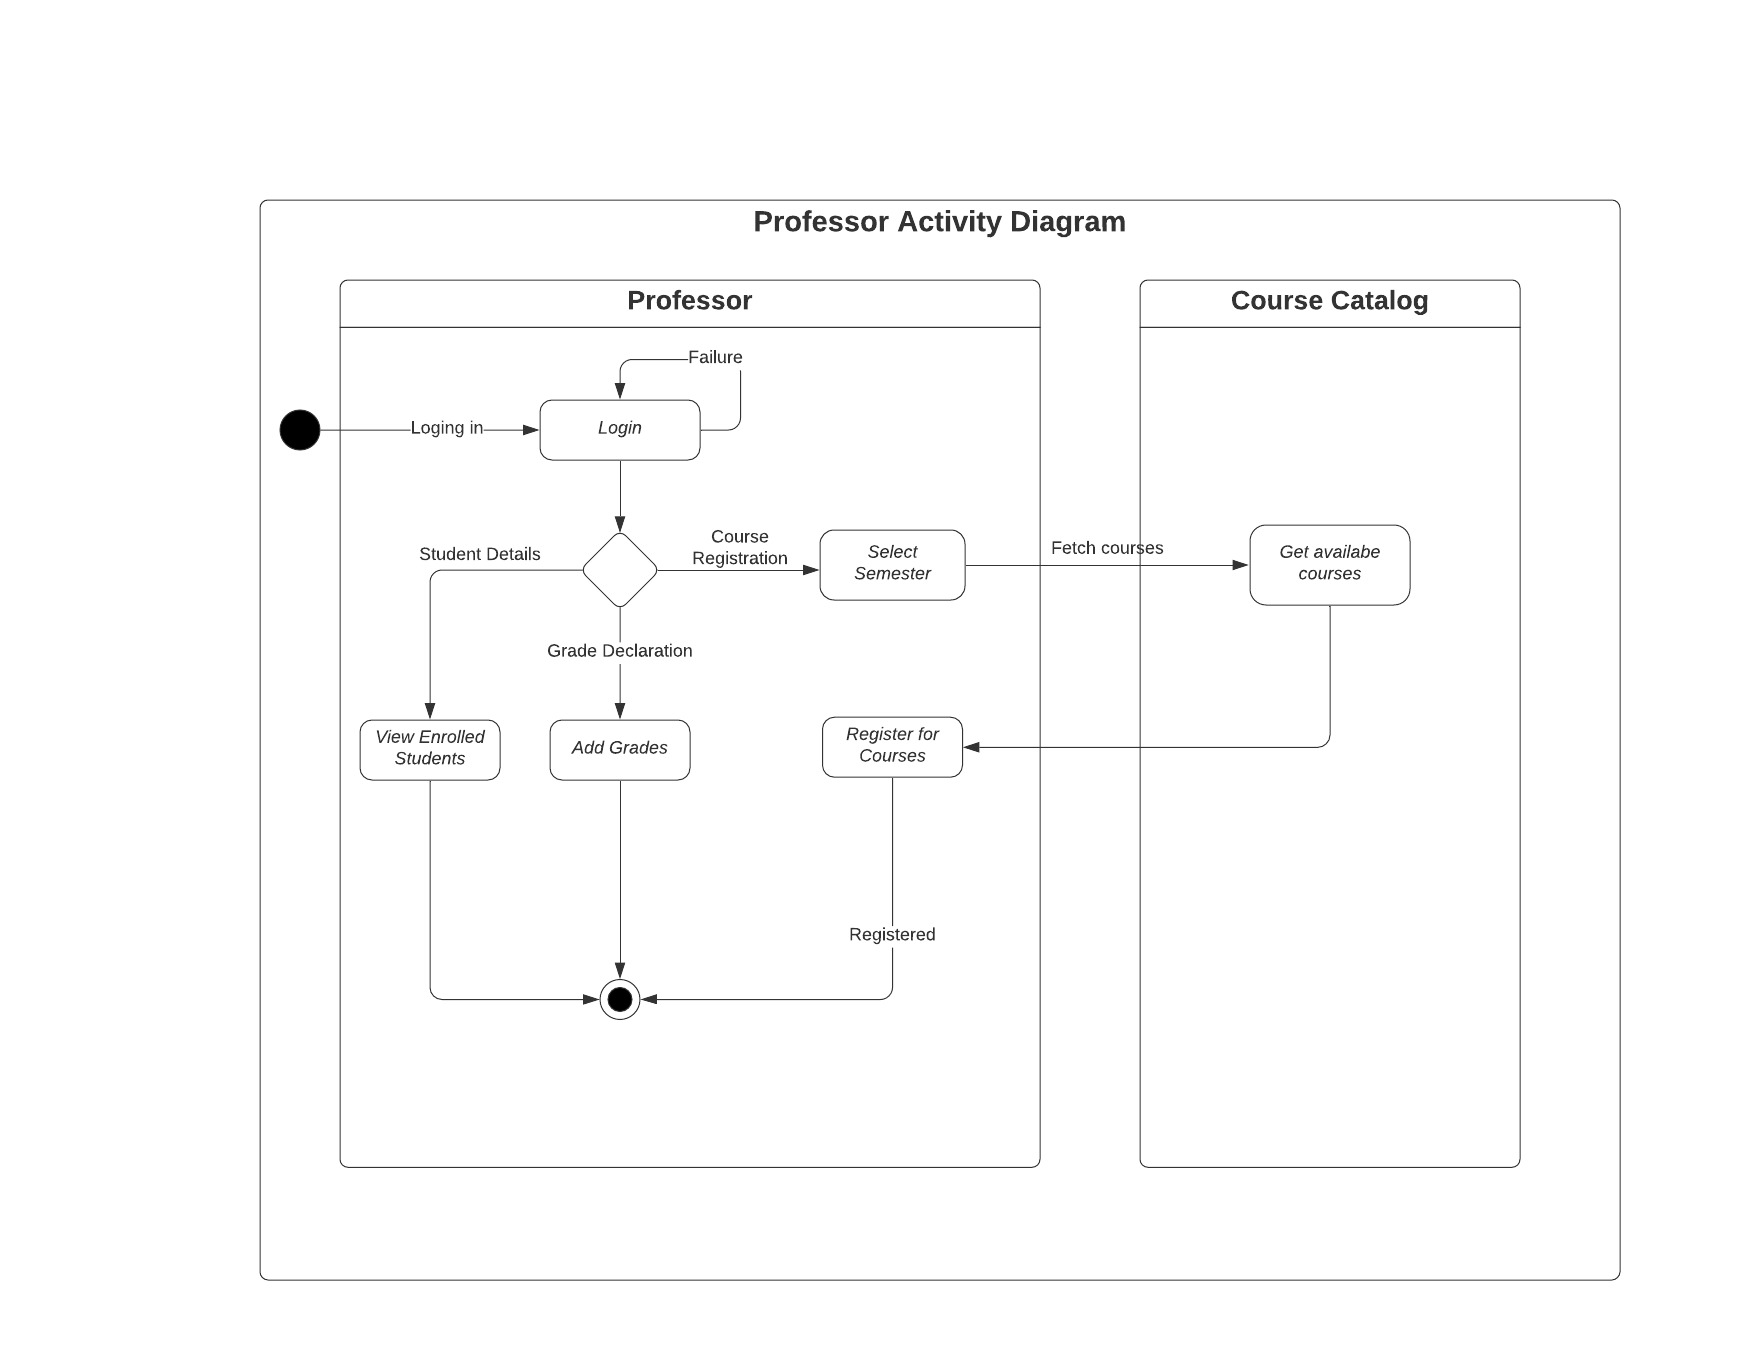 Professor Activity Diagram
Professor
Course Catalog
Failure
Loging in
Login
Student Details
Course
Registration
Select
Semester
Fetch courses
Get availabe
courses
Grade Declaration
View Enrolled
Students
Add Grades
Register for
Courses
Registered